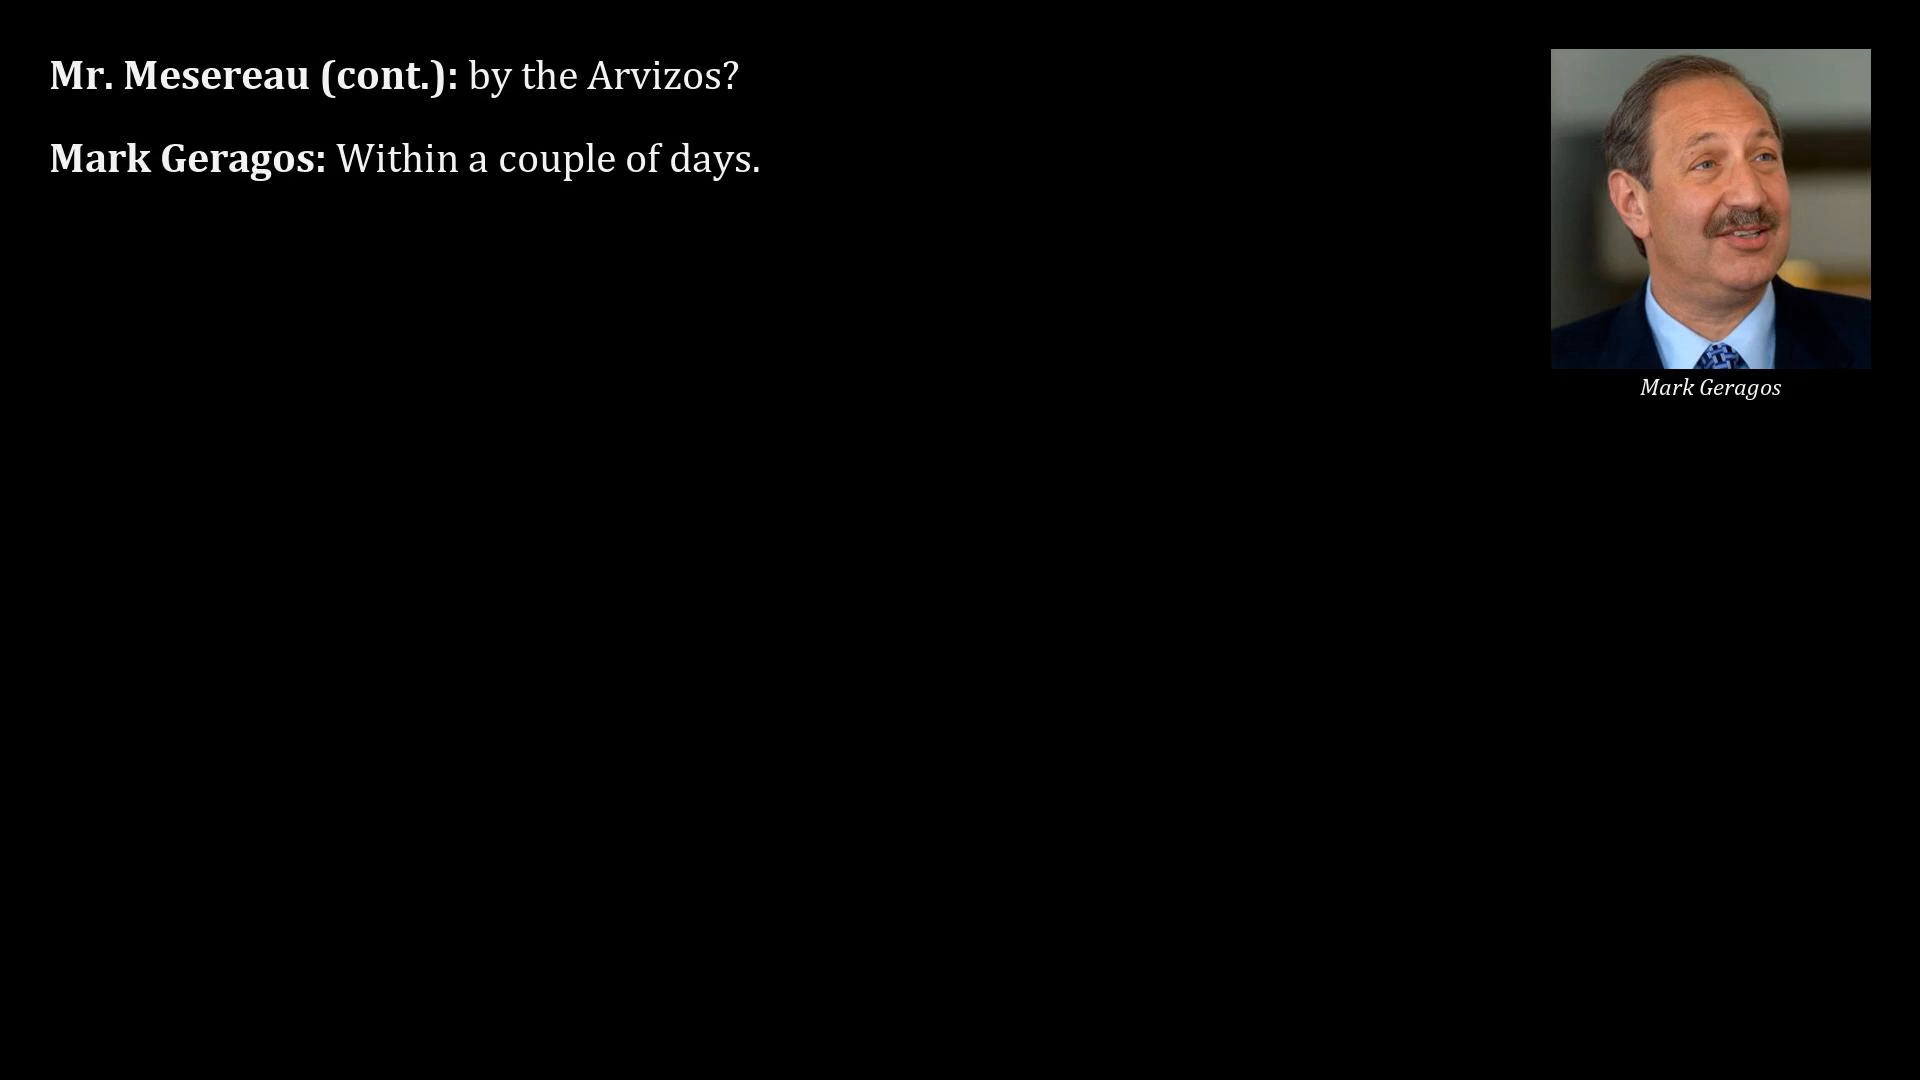 Mr. Mesereau (cont.): by the Arvizos?
Mark Geragos: Within a couple of days.
Mark Geragos